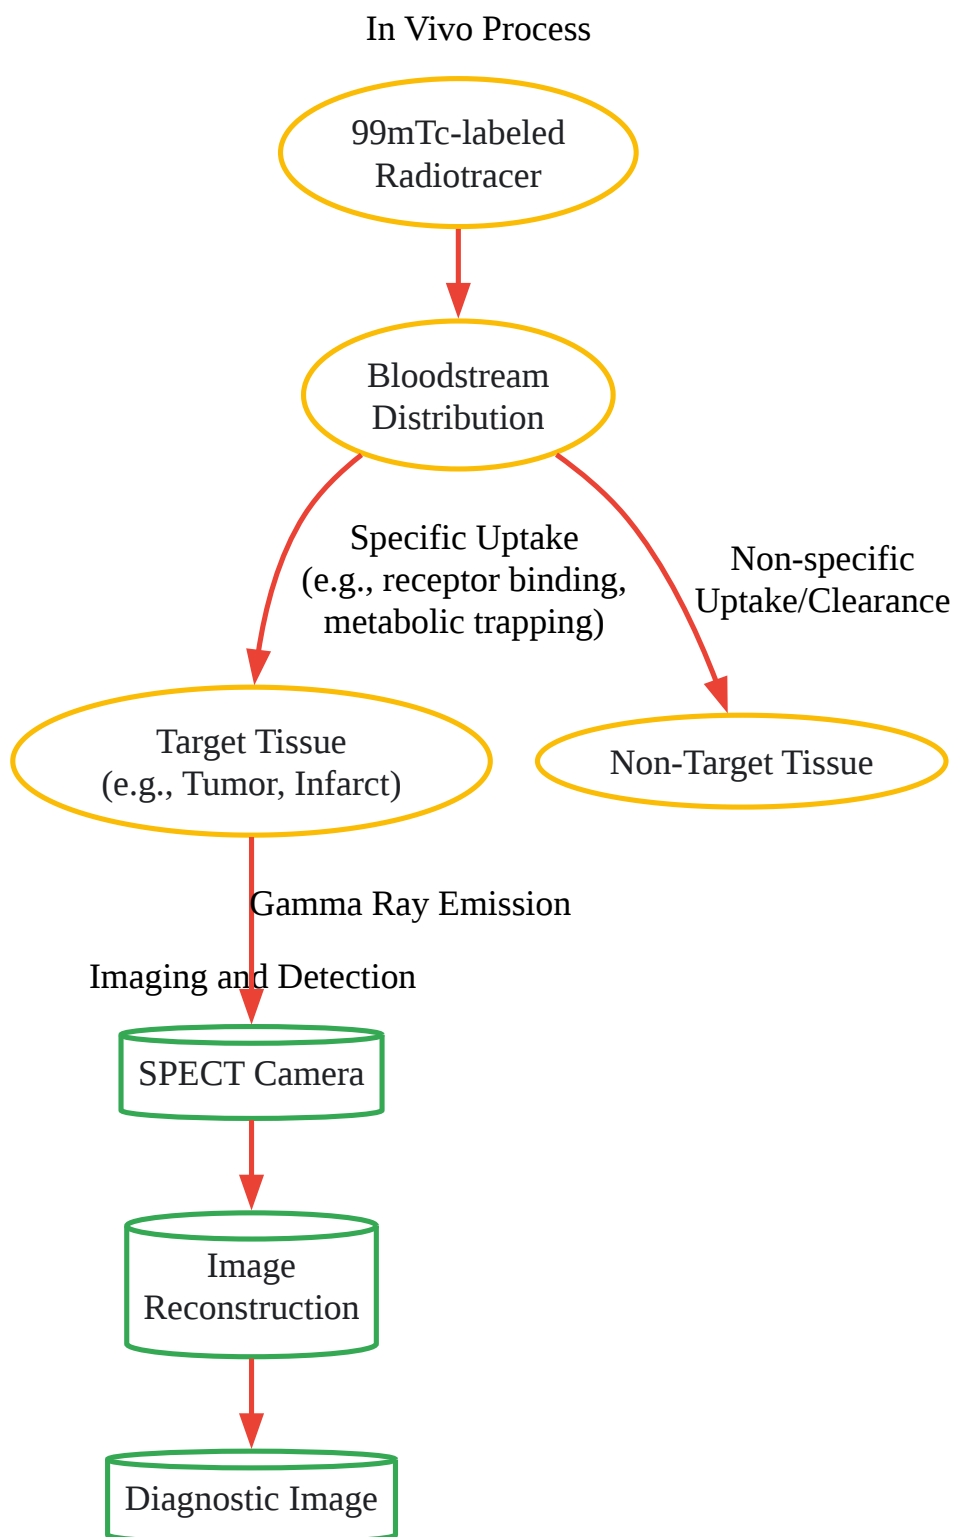 In Vivo Process
99mTc-labeled
Radiotracer
Bloodstream
Distribution
Specific Uptake
(e.g., receptor binding,
metabolic trapping)
Non-specific
Uptake/Clearance
Target Tissue
(e.g., Tumor, Infarct)
Non-Target Tissue
Gamma Ray Emission
Imaging and Detection
SPECT Camera
Image
Reconstruction
Diagnostic Image